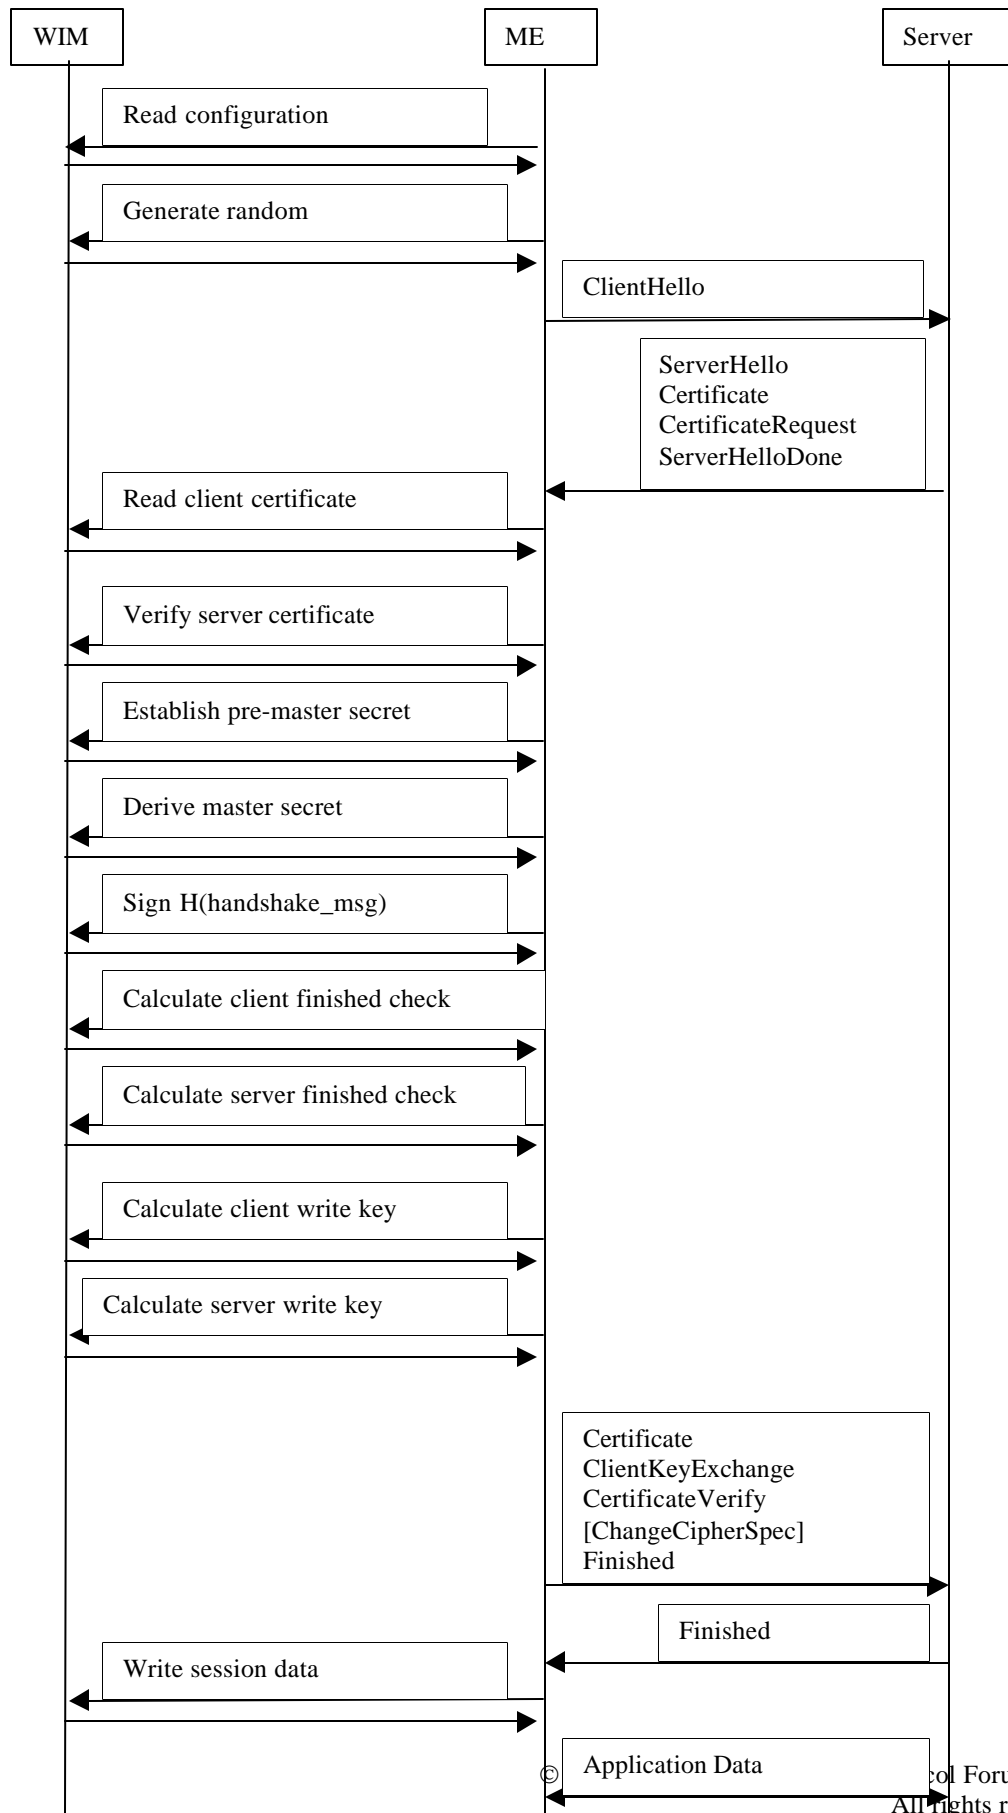 WIM ME Server
Read configuration
Generate random
ClientHello
ServerHello
Certificate
CertificateRequest
ServerHelloDone
Read client certificate
Verify server certificate
Establish pre-master secret
Derive master secret
Sign H(handshake_msg)
Calculate client finished check
Calculate server finished check
Calculate client write key
Calculate server write key
Certificate
ClientKeyExchange
CertificateVerify
[ChangeCipherSpec]
Finished
Finished
Write session data
Application Data
©
All rights